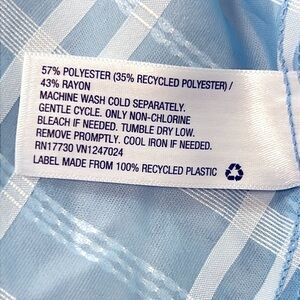 57% POLYESTER (35% RECYCLED POLYESTER) /
43% RAYON
MACHINE WASH COLD SEPARATELY.
GENTLE CYCLE. ONLY NON-CHLORINE
BLEACH IF NEEDED. TUMBLE DRY LOW.
REMOVE PROMPTLY. COOL IRON IF NEEDED.
RN17730 VN1247024
LABEL MADE FROM 100% RECYCLED PLASTIC